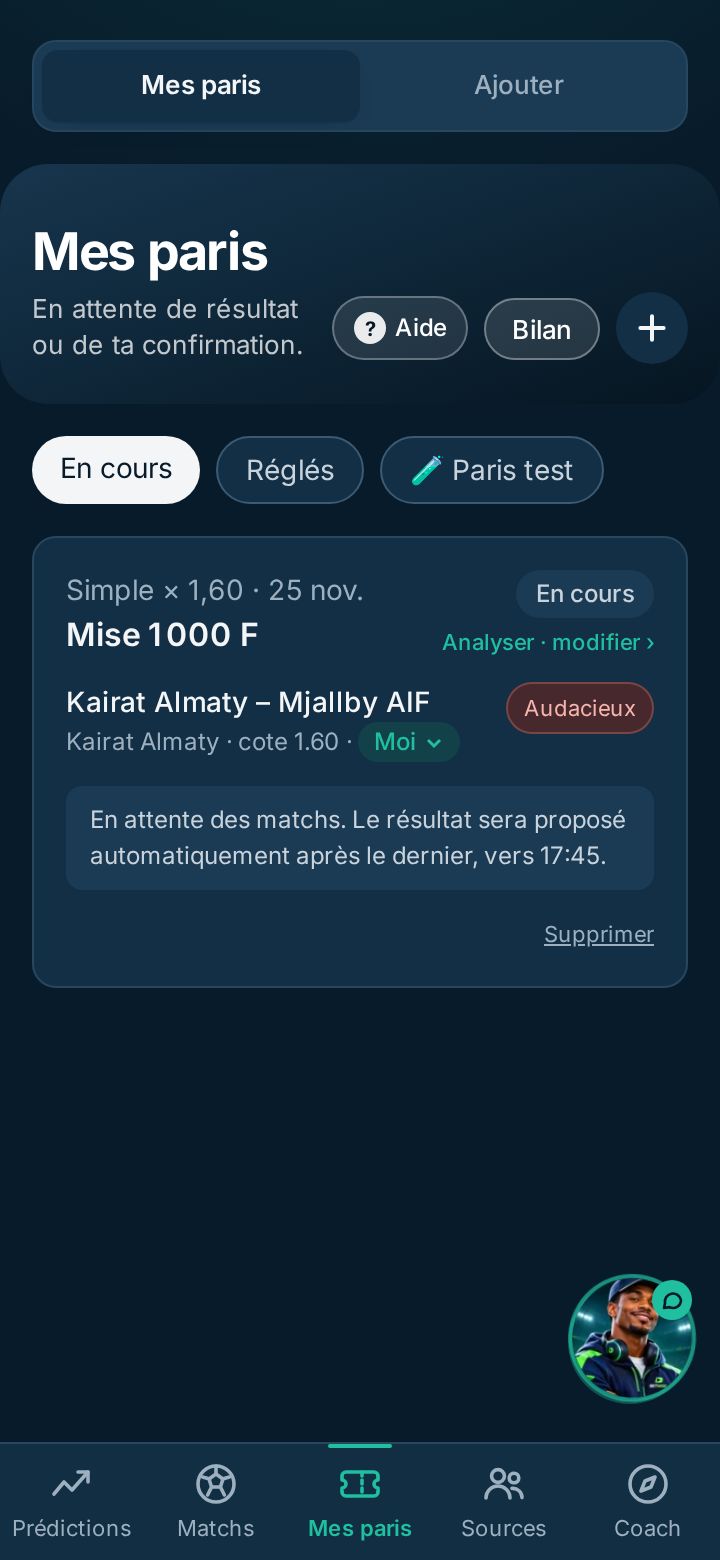 Mes paris
Ajouter
Mes paris
En attente de résultat
ou de ta confirmation.
? Aide
Bilan
En cours
Réglés
Paris test
Simple × 1,60 · 25 nov.
En cours
Mise 1 000 F
Analyser · modifier ›
Kairat Almaty – Mjallby AIF
Audacieux
Kairat Almaty · cote 1.60 · Moi
En attente des matchs. Le résultat sera proposé
automatiquement après le dernier, vers 17:45.
Supprimer
Prédictions
Matchs
Mes paris
Sources
Coach